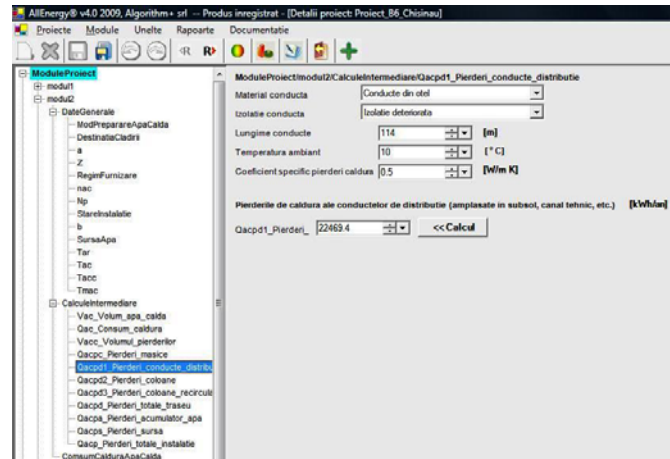 AllEnergy® v4.0 2009, Algorithm+ srl -- Produs inregistrat - [Detalii proiect: Proiect_B6_Chisinau]
Proiecte Module Unelte Rapoarte Documentatie
R R
ModuleProiect
modul1
modul2
DateGenerale
ModPreparareApaCalda
DestinatiaCladirii
a
Z
RegimFurnizare
nac
Np
StareInstalatie
b
SursaApa
Tar
Tac
Tacc
Tmac
CalculeIntermediare
Vac_Volum_apa_calda
Qac_Consum_caldura
Vacc_Volumul_pierderilor
Qacpc_Pierderi_masice
Qacpd1_Pierderi_conducte_distribu
Qacpd2_Pierderi_coloane
Qacpd3_Pierderi_coloane_recircula
Qacpd_Pierderi_totale_traseu
Qacpa_Pierderi_acumulator_apa
Qacps_Pierderi_sursa
Qacp_Pierderi_totale_instalatie
ComsumCalduraApaCalda
ModuleProiect/modul2/CalculeIntermediare/Qacpd1_Pierderi_conducte_distributie
Material conducta Conducte din otel
Izolatie conducta Izolatie deteriorata
Lungime conducte 114 [m]
Temperatura ambiant 10 [°C]
Coeficient specific pierderi caldura 0.5 [W/m K]
Pierderile de caldura ale conductelor de distributie (amplasate in subsol, canal tehnic, etc.) [kWh/an]
Qacpd1_Pierderi_ 22469.4 <<Calcul